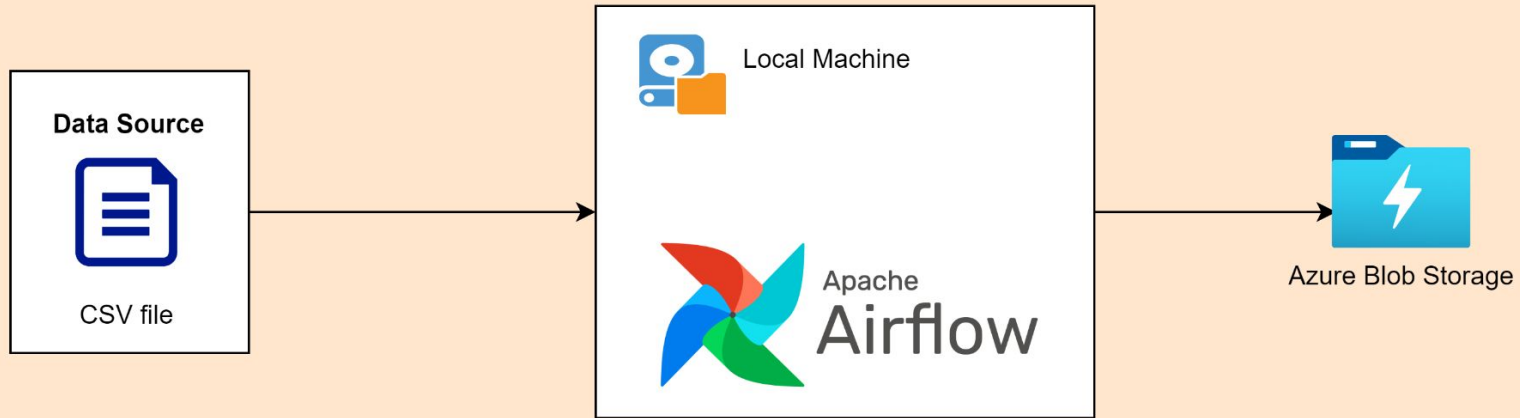 Data Source
CSV file
Local Machine
Apache
Airflow
Azure Blob Storage